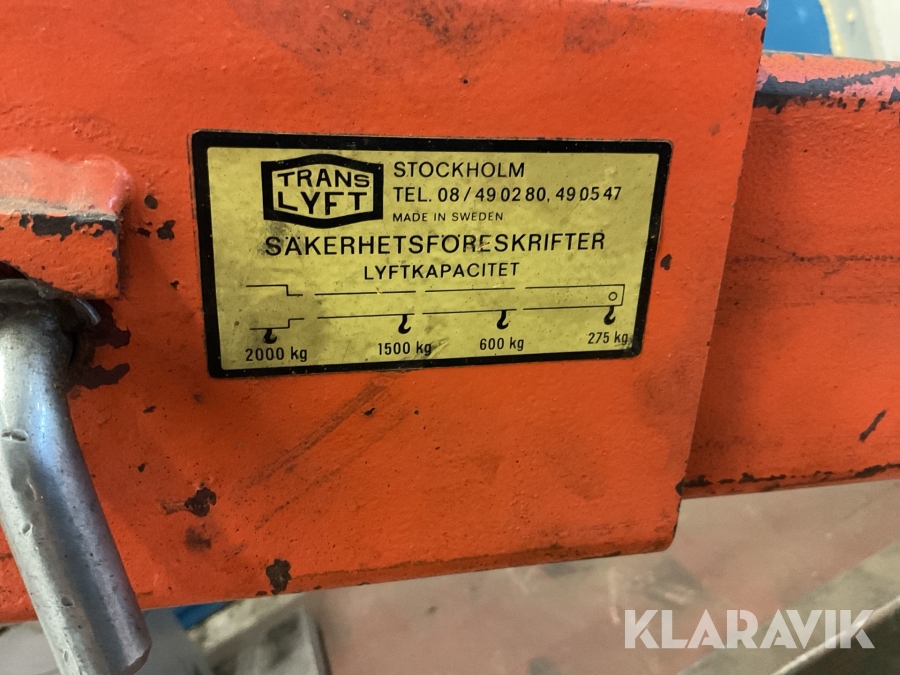 TRANS
LYFT
STOCKHOLM
TEL. 08/49 02 80, 49 05 47
MADE IN SWEDEN
SÄKERHETSFÖRESKRIFTER
LYFTKAPACITET
2000 kg 1500 kg 600 kg 275 kg
KLARAVIK